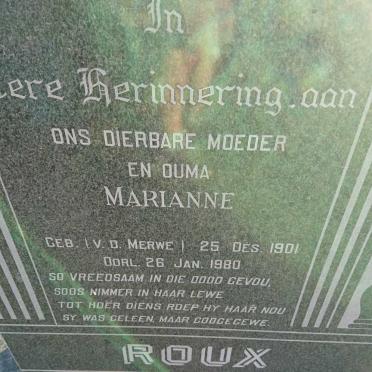 In
ere Herinnering aan
ONS DIERBARE MOEDER
EN OUMA
MARIANNE
GEB. (V. D. MERWE) 25 DES. 1901
OORL. 26 JAN. 1980
SO VREEDSAAM IN DIE DOOD GEVOU,
SOOS NIMMER IN HAAR LEWE
TOT HOER DIENS ROEP HY HAAR NOU
SY WAS GELEEN, MAAR GODGEGEWE.
ROUX